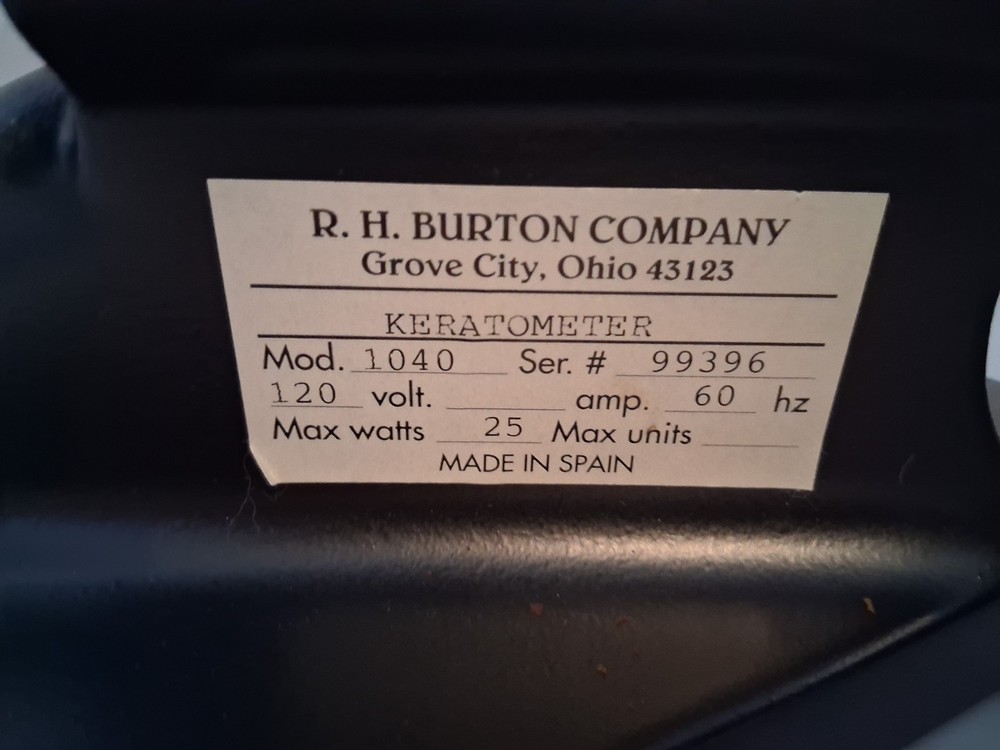 R. H. BURTON COMPANY
Grove City, Ohio 43123
KERATOMETER
Mod. 1040 Ser. # 99396
120 volt. amp. 60 hz
Max watts 25 Max units
MADE IN SPAIN